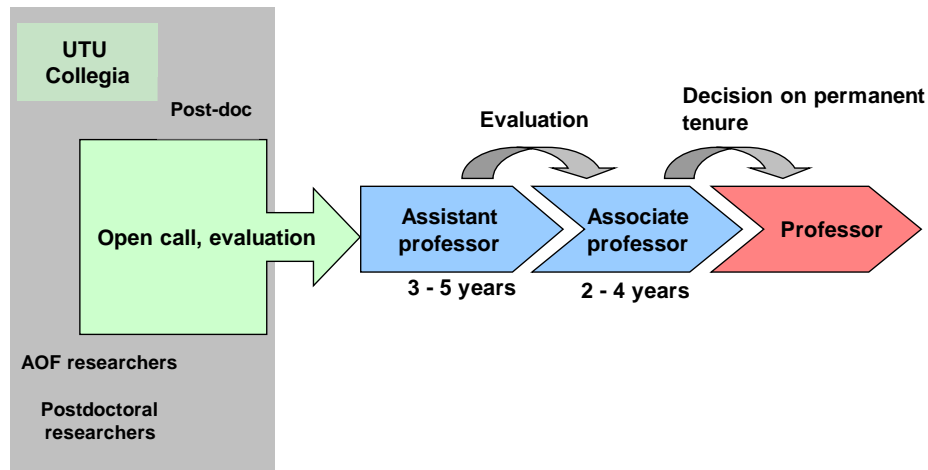 UTU
Collegia
Post-doc
Open call, evaluation
AOF researchers
Postdoctoral
researchers
Evaluation
Decision on permanent
tenure
Assistant
professor
Associate
professor
Professor
3 - 5 years
2 - 4 years